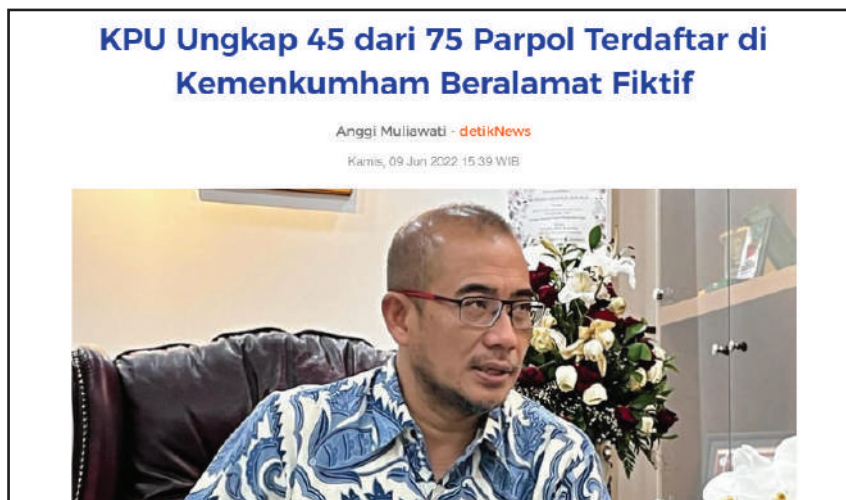 KPU Ungkap 45 dari 75 Parpol Terdaftar di
Kemenkumham Beralamat Fiktif
Anggi Muliawati - detikNews
Kamis, 09 Jun 2022 15:39 WIB